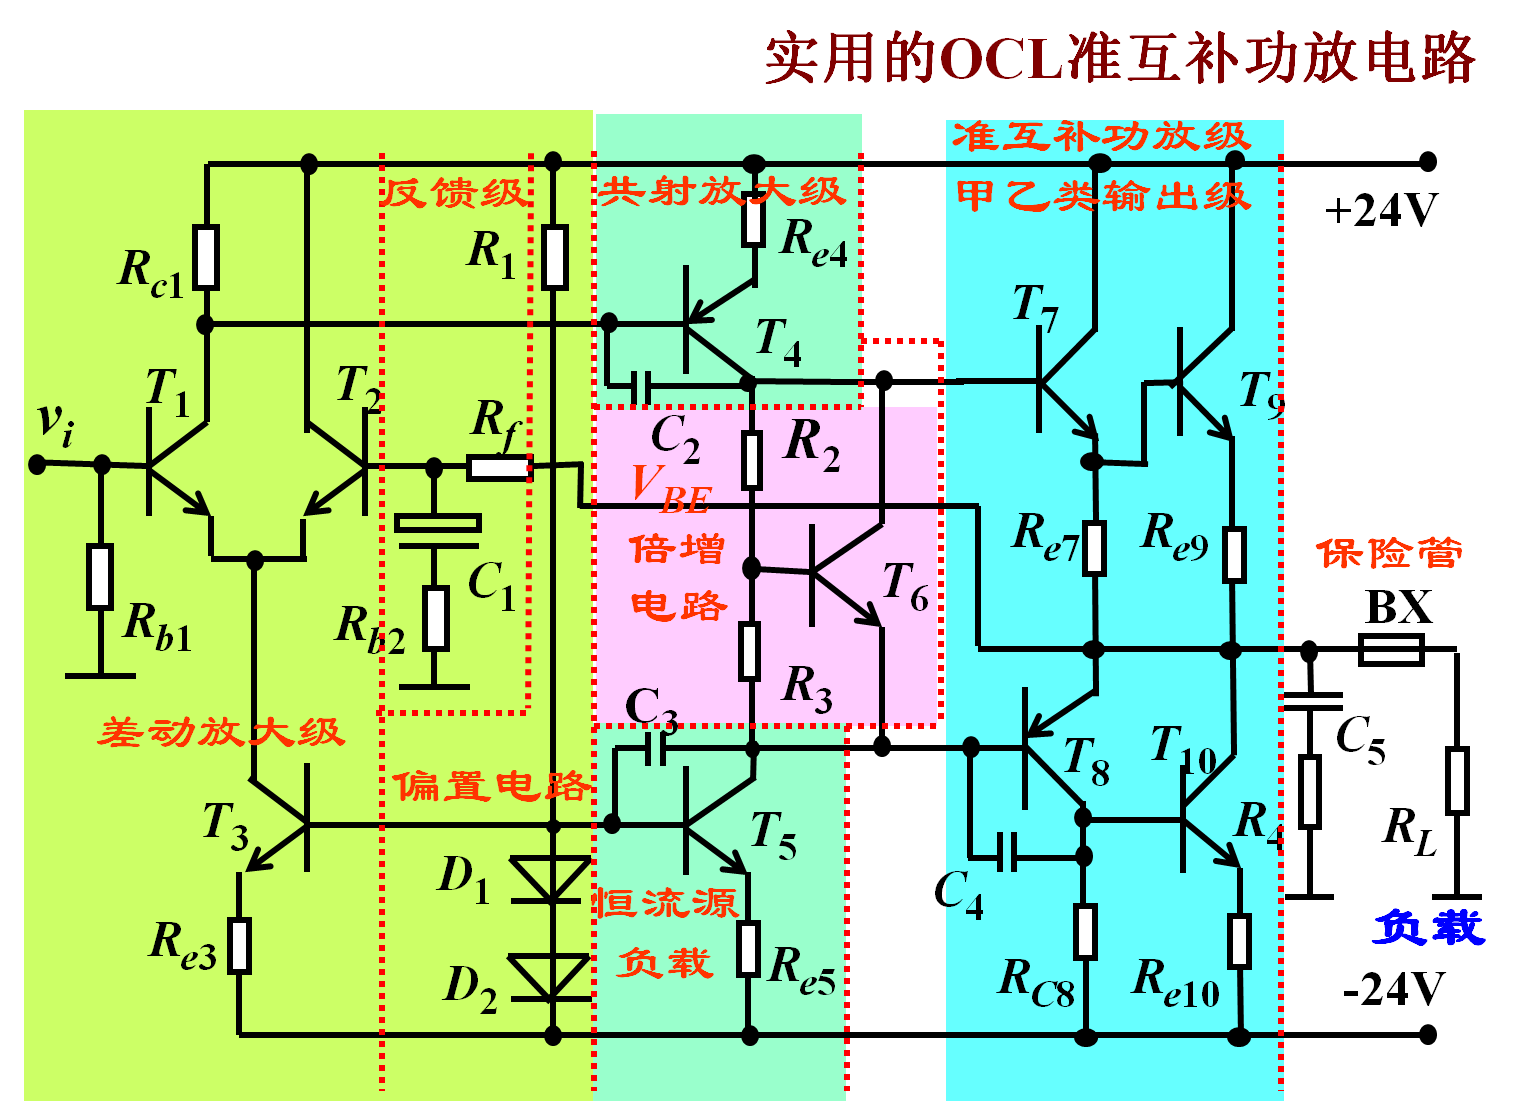 实用的OCL准互补功放电路
准互补功放级
反馈级
共射放大级
甲乙类输出级
+24V
Rc1
R1
Re4
T7
T4
T1
T2
T9
vi
Rf
C2
R2
VBE
倍增
电路
Re7
Re9
保险管
BX
C1
T6
Rb1
Rb2
R3
C3
差动放大级
偏置电路
T8
T10
C5
T3
T5
R4
RL
D1
C4
恒流源
负载
负载
Re3
D2
Re5
RC8
Re10
-24V